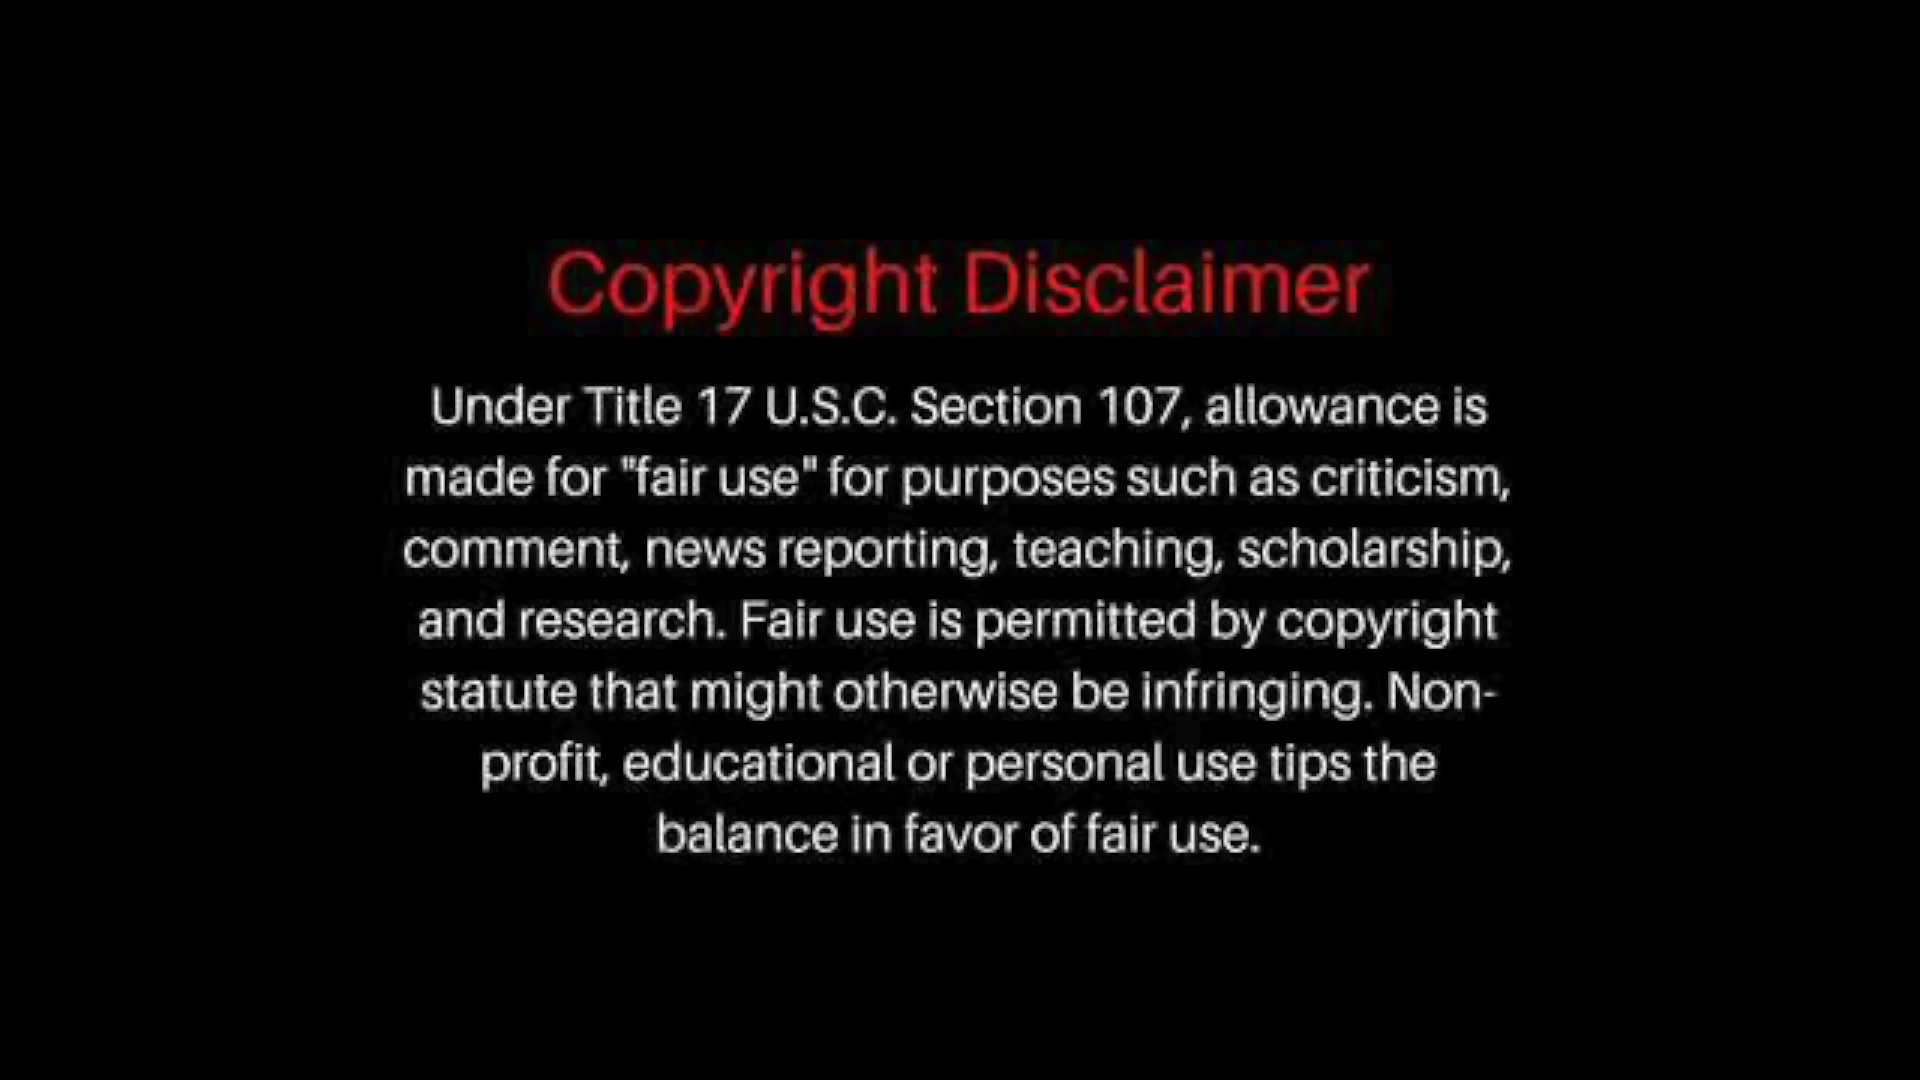 Copyright Disclaimer
Under Title 17 U.S.C. Section 107, allowance is
made for "fair use" for purposes such as criticism,
comment, news reporting, teaching, scholarship,
and research. Fair use is permitted by copyright
statute that might otherwise be infringing. Non-
profit, educational or personal use tips the
balance in favor of fair use.